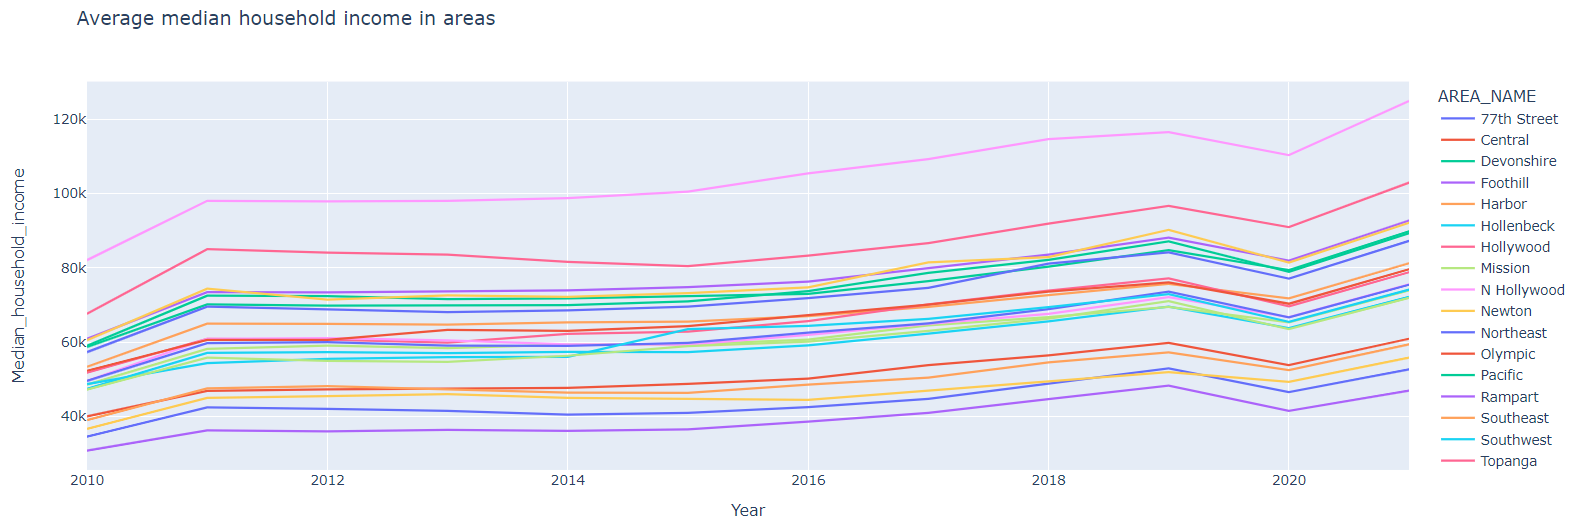 Average median household income in areas
Median_household_income
120k
100k
80k
60k
40k
2010
2012
2014
2016
2018
2020
Year
AREA_NAME
77th Street
Central
Devonshire
Foothill
Harbor
Hollenbeck
Hollywood
Mission
N Hollywood
Newton
Northeast
Olympic
Pacific
Rampart
Southeast
Southwest
Topanga